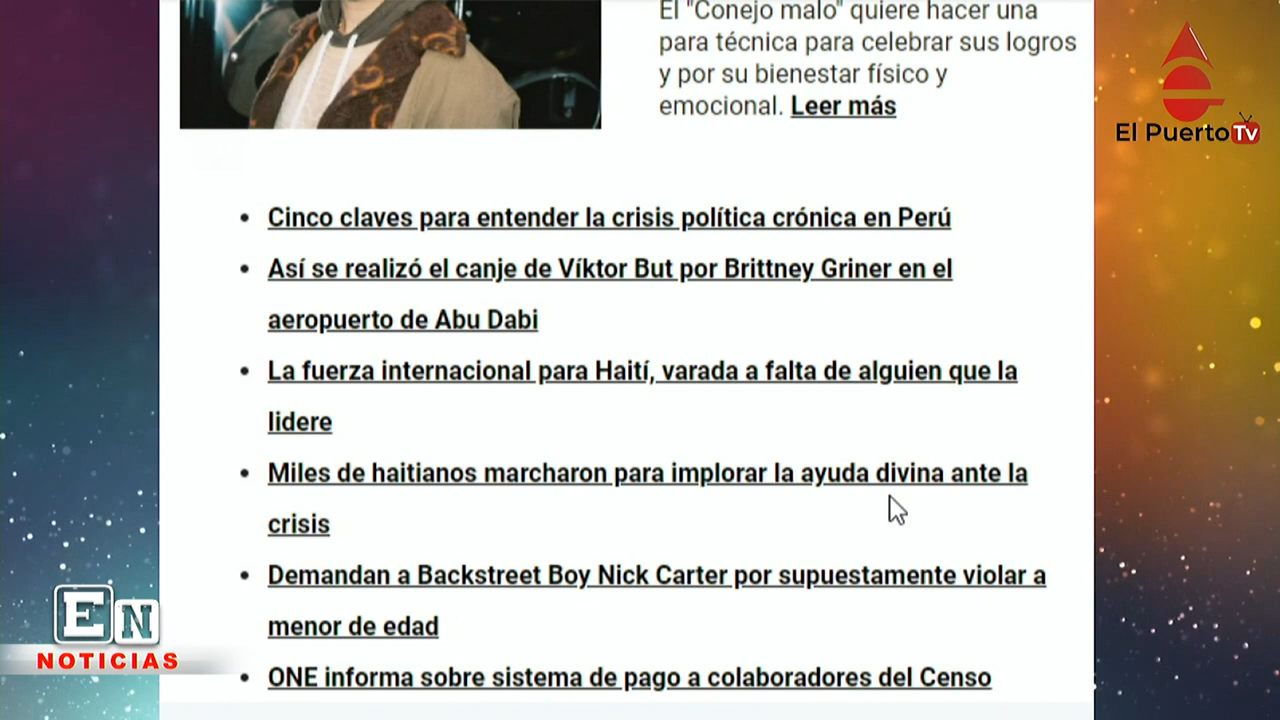 El "Conejo malo" quiere hacer una
para técnica para celebrar sus logros
y por su bienestar físico y
emocional. Leer más
El Puerto Tv
Cinco claves para entender la crisis política crónica en Perú
Así se realizó el canje de Víktor But por Brittney Griner en el
aeropuerto de Abu Dabi
La fuerza internacional para Haití, varada a falta de alguien que la
lidere
Miles de haitianos marcharon para implorar la ayuda divina ante la
crisis
Demandan a Backstreet Boy Nick Carter por supuestamente violar a
menor de edad
ONE informa sobre sistema de pago a colaboradores del Censo
EN
NOTICIAS